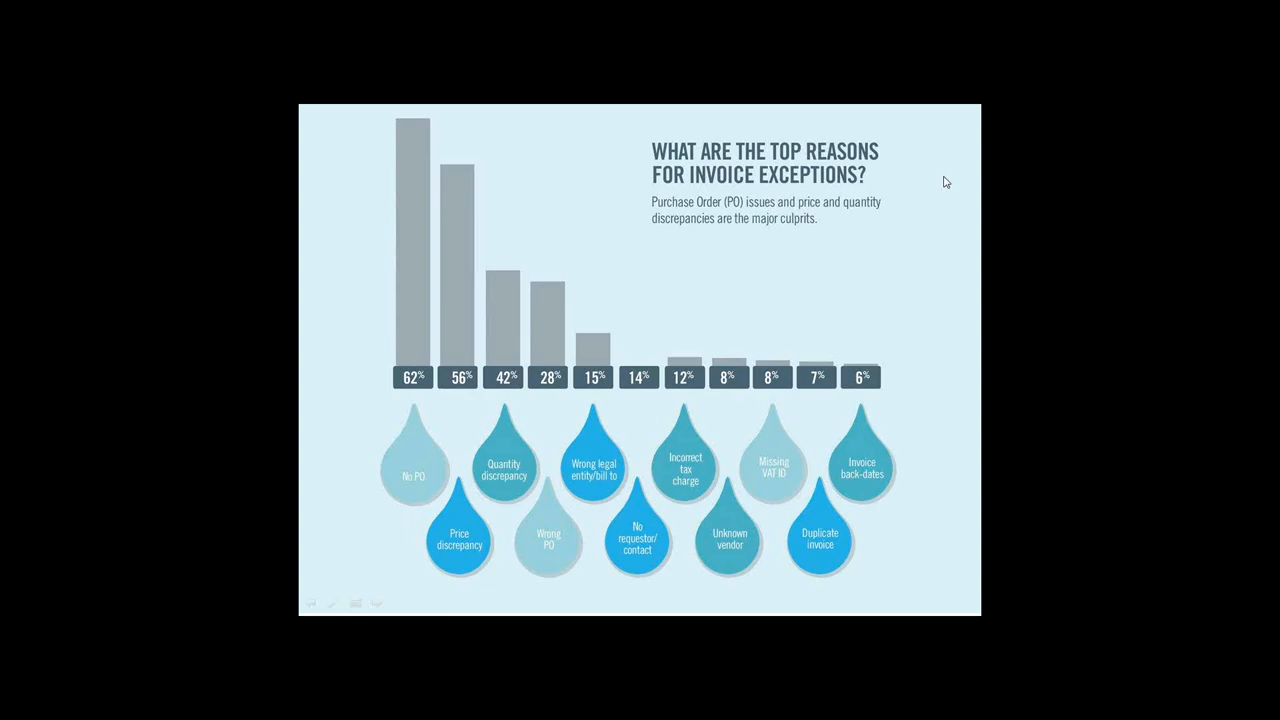 WHAT ARE THE TOP REASONS
FOR INVOICE EXCEPTIONS?
Purchase Order (PO) issues and price and quantity
discrepancies are the major culprits.
62% 56% 42% 28% 15% 14% 12% 8% 8% 7% 6%
No PO
Price
discrepancy
Quantity
discrepancy
Wrong
PO
Wrong legal
entity/bill to
No
requestor/
contact
Incorrect
tax
charge
Unknown
vendor
Missing
VAT ID
Duplicate
invoice
Invoice
back-dates